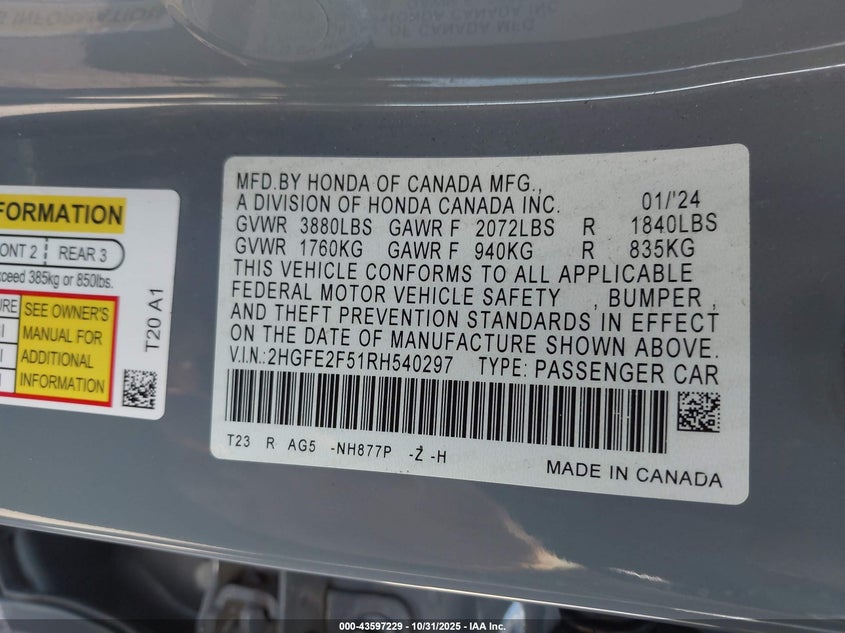 MFD.BY HONDA OF CANADA MFG.,
A DIVISION OF HONDA CANADA INC. 01/'24
GVWR 3880LBS GAWR F 2072LBS R 1840LBS
GVWR 1760KG GAWR F 940KG R 835KG
THIS VEHICLE CONFORMS TO ALL APPLICABLE
FEDERAL MOTOR VEHICLE SAFETY , BUMPER ,
AND THEFT PREVENTION STANDARDS IN EFFECT
ON THE DATE OF MANUFACTURE SHOWN ABOVE.
V.I.N.:2HGFE2F51RH540297 TYPE: PASSENGER CAR
T23 R AG5 -NH877P -Z -H
MADE IN CANADA
FORMATION
ONT 2 REAR 3
xceed 385kg or 850lbs.
URE SEE OWNER'S
MANUAL FOR
ADDITIONAL
INFORMATION
T20 A1
000-43597229 - 10/31/2025 - IAA Inc.